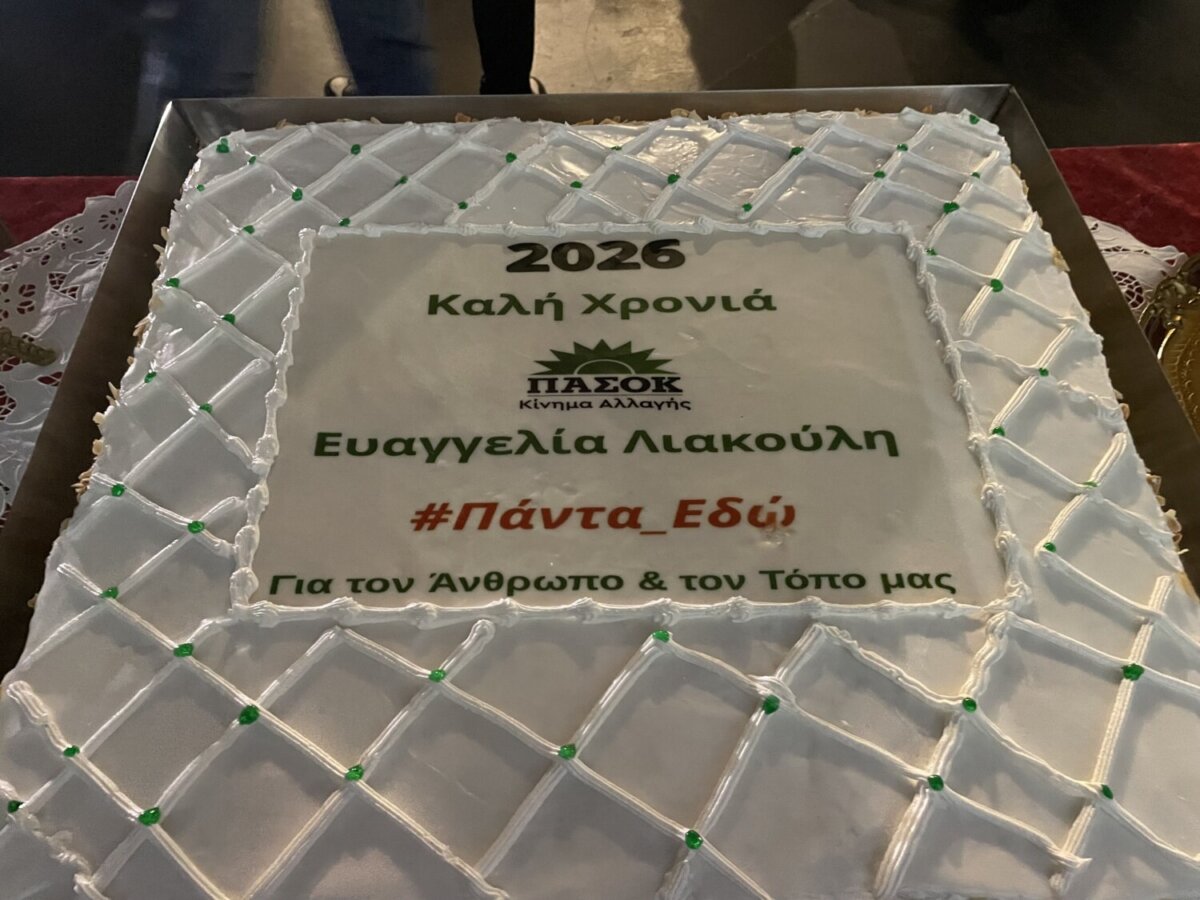 2026
Καλή Χρονιά
ΠΑΣΟΚ
Κίνημα Αλλαγής
Ευαγγελία Λιακούλη
#Πάντα_Εδώ
Για τον Άνθρωπο & τον Τόπο μας